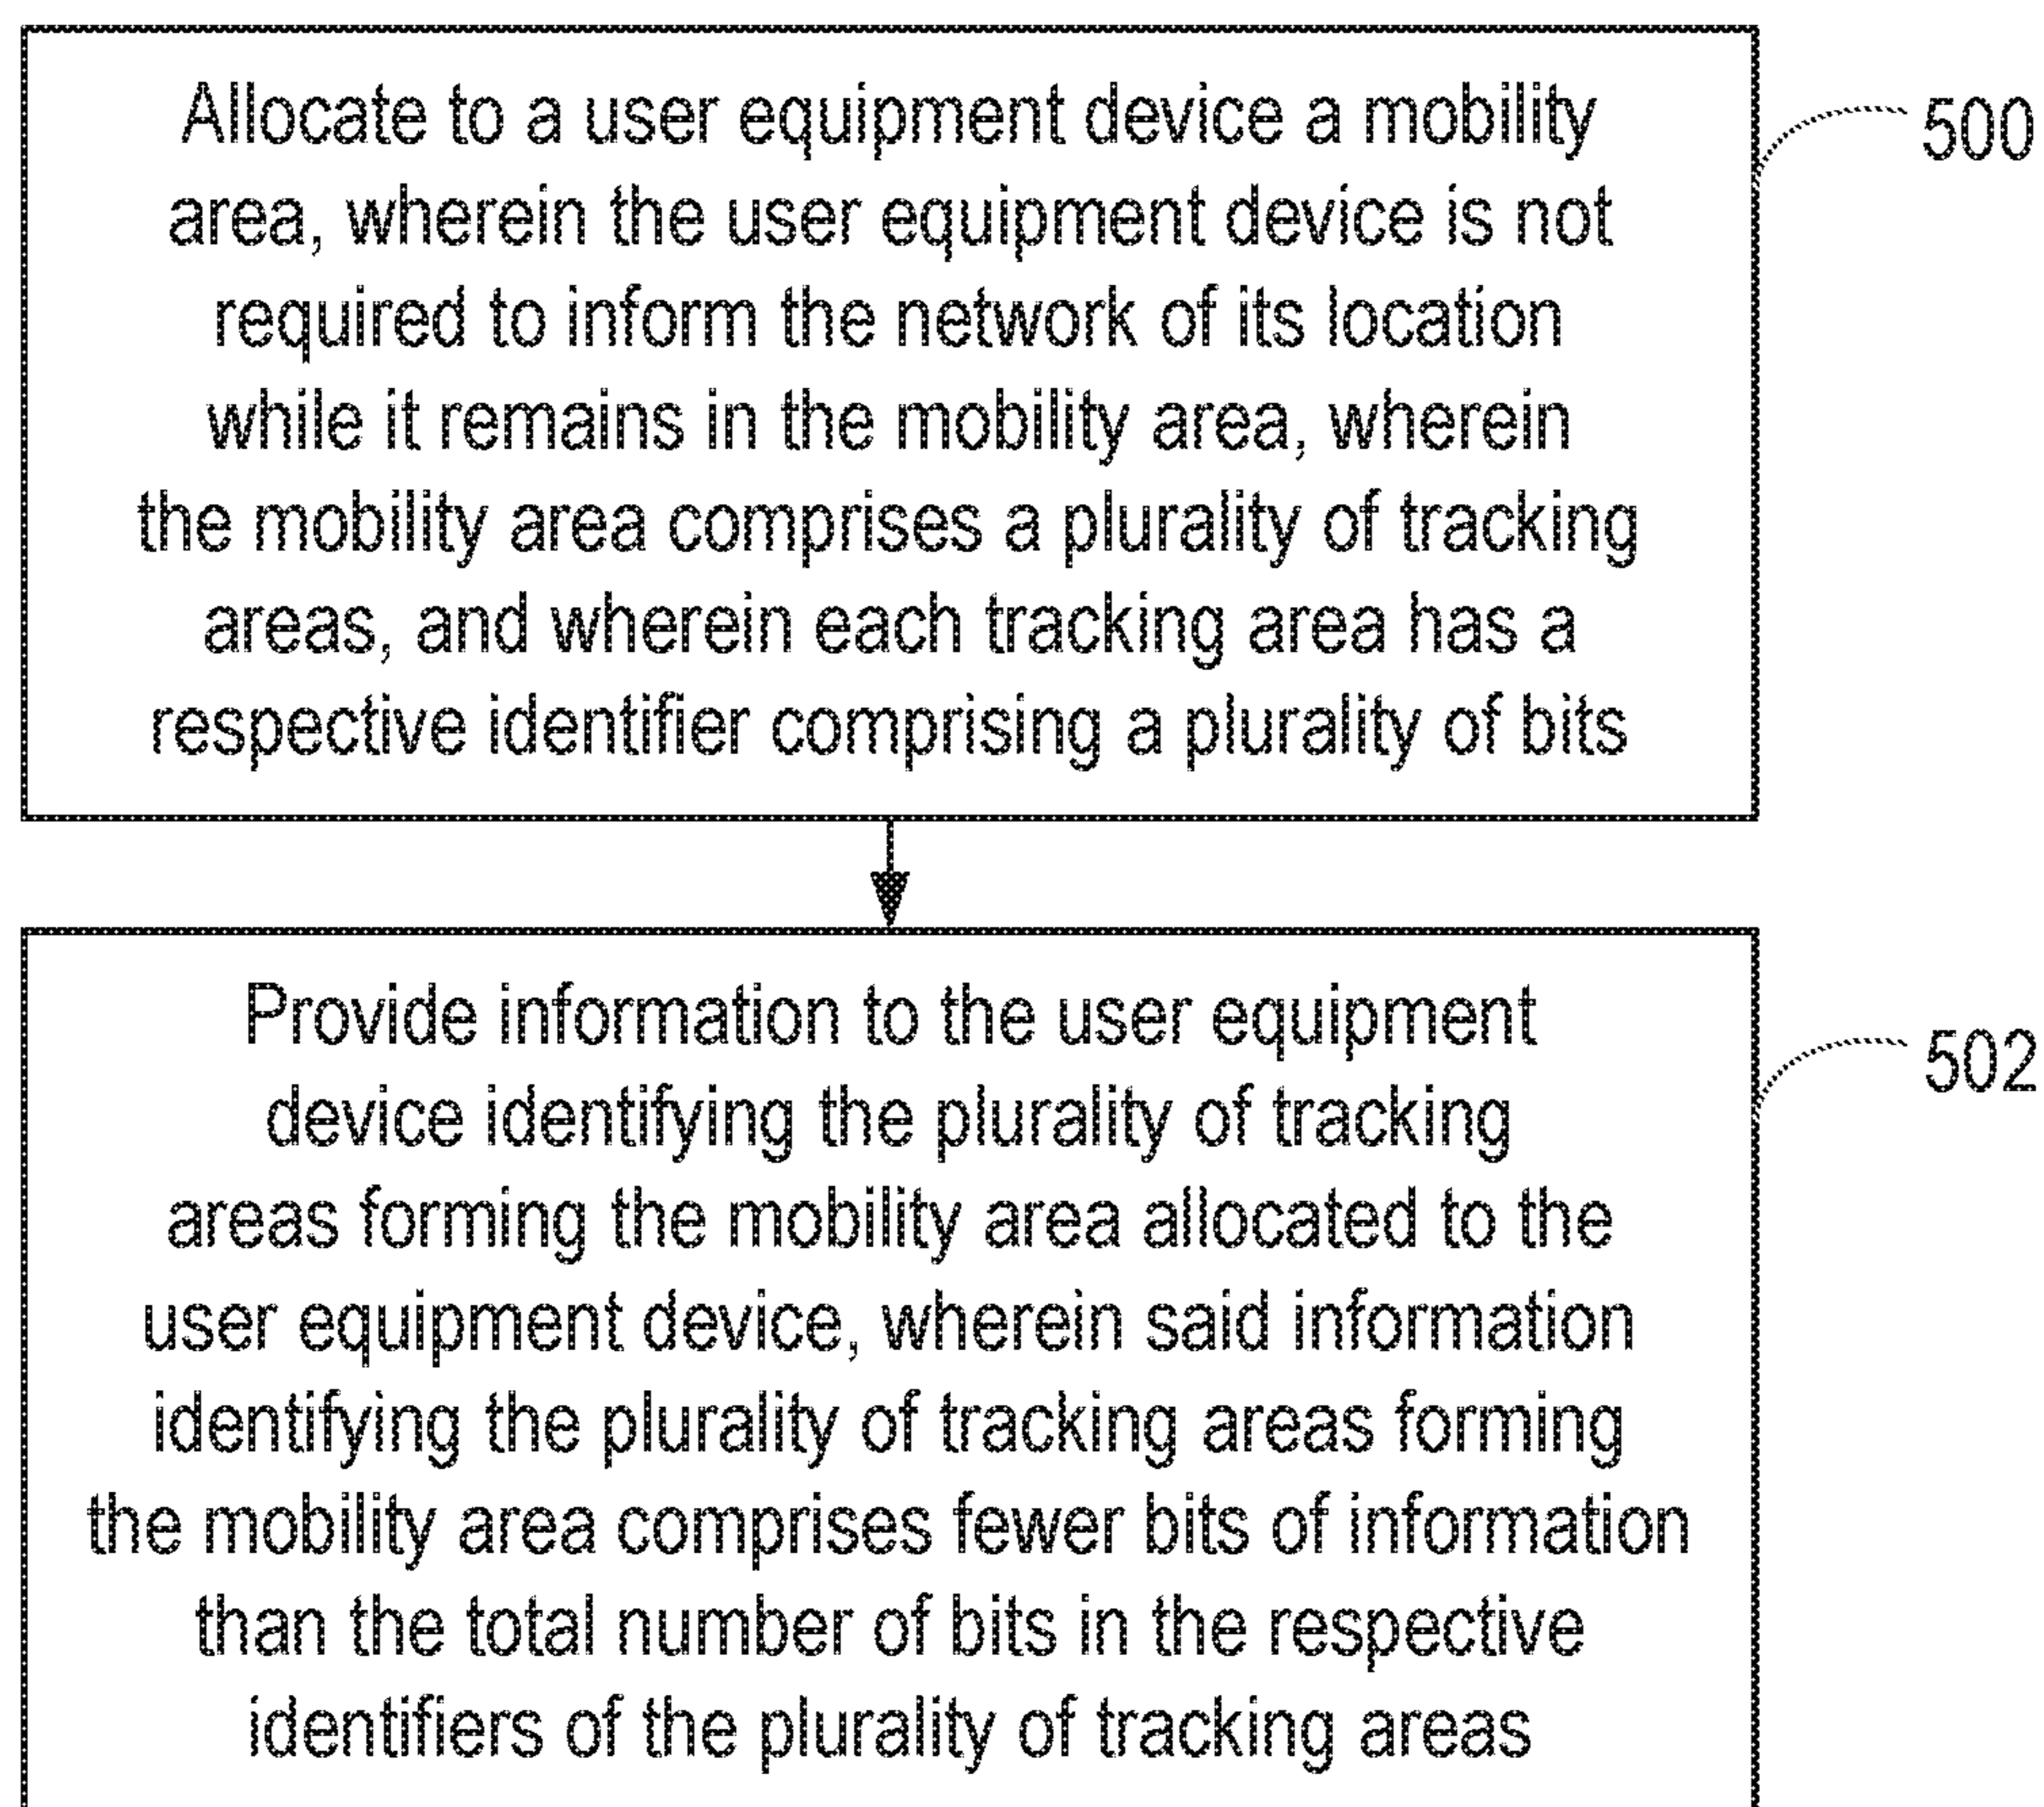 Allocate to a user equipment device a mobility
area, wherein the user equipment device is not
required to inform the network of its location
while it remains in the mobility area, wherein
the mobility area comprises a plurality of tracking
areas, and wherein each tracking area has a
respective identifier comprising a plurality of bits
500
Provide information to the user equipment
device identifying the plurality of tracking
areas forming the mobility area allocated to the
user equipment device, wherein said information
identifying the plurality of tracking areas forming
the mobility area comprises fewer bits of information
than the total number of bits in the respective
identifiers of the plurality of tracking areas
502